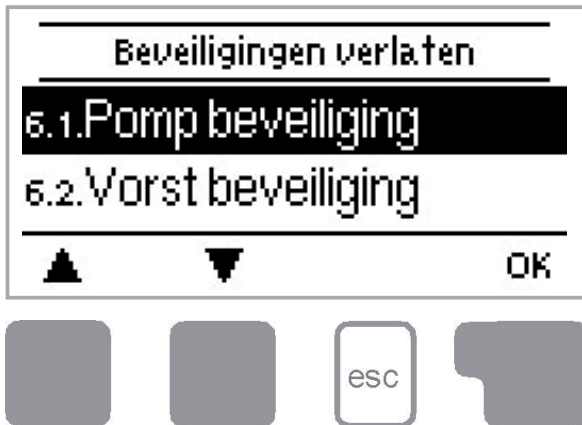 Beveiligingen verlaten
6.1.Pomp beveiliging
6.2.Vorst beveiliging
▲ ▼ OK
esc